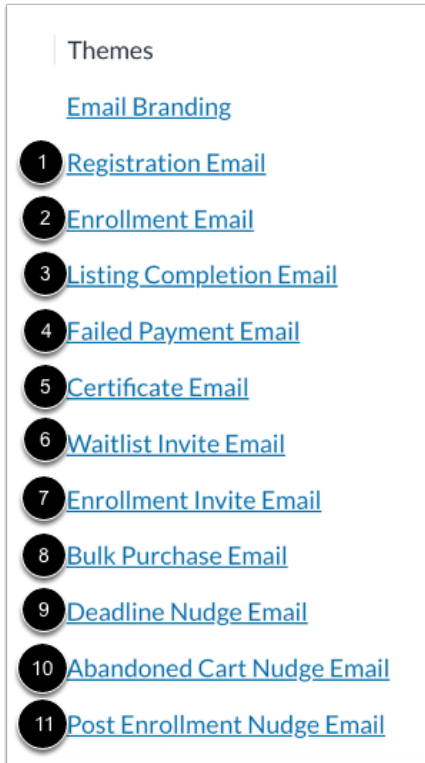 Themes
Email Branding
1 Registration Email
2 Enrollment Email
3 Listing Completion Email
4 Failed Payment Email
5 Certificate Email
6 Waitlist Invite Email
7 Enrollment Invite Email
8 Bulk Purchase Email
9 Deadline Nudge Email
10 Abandoned Cart Nudge Email
11 Post Enrollment Nudge Email